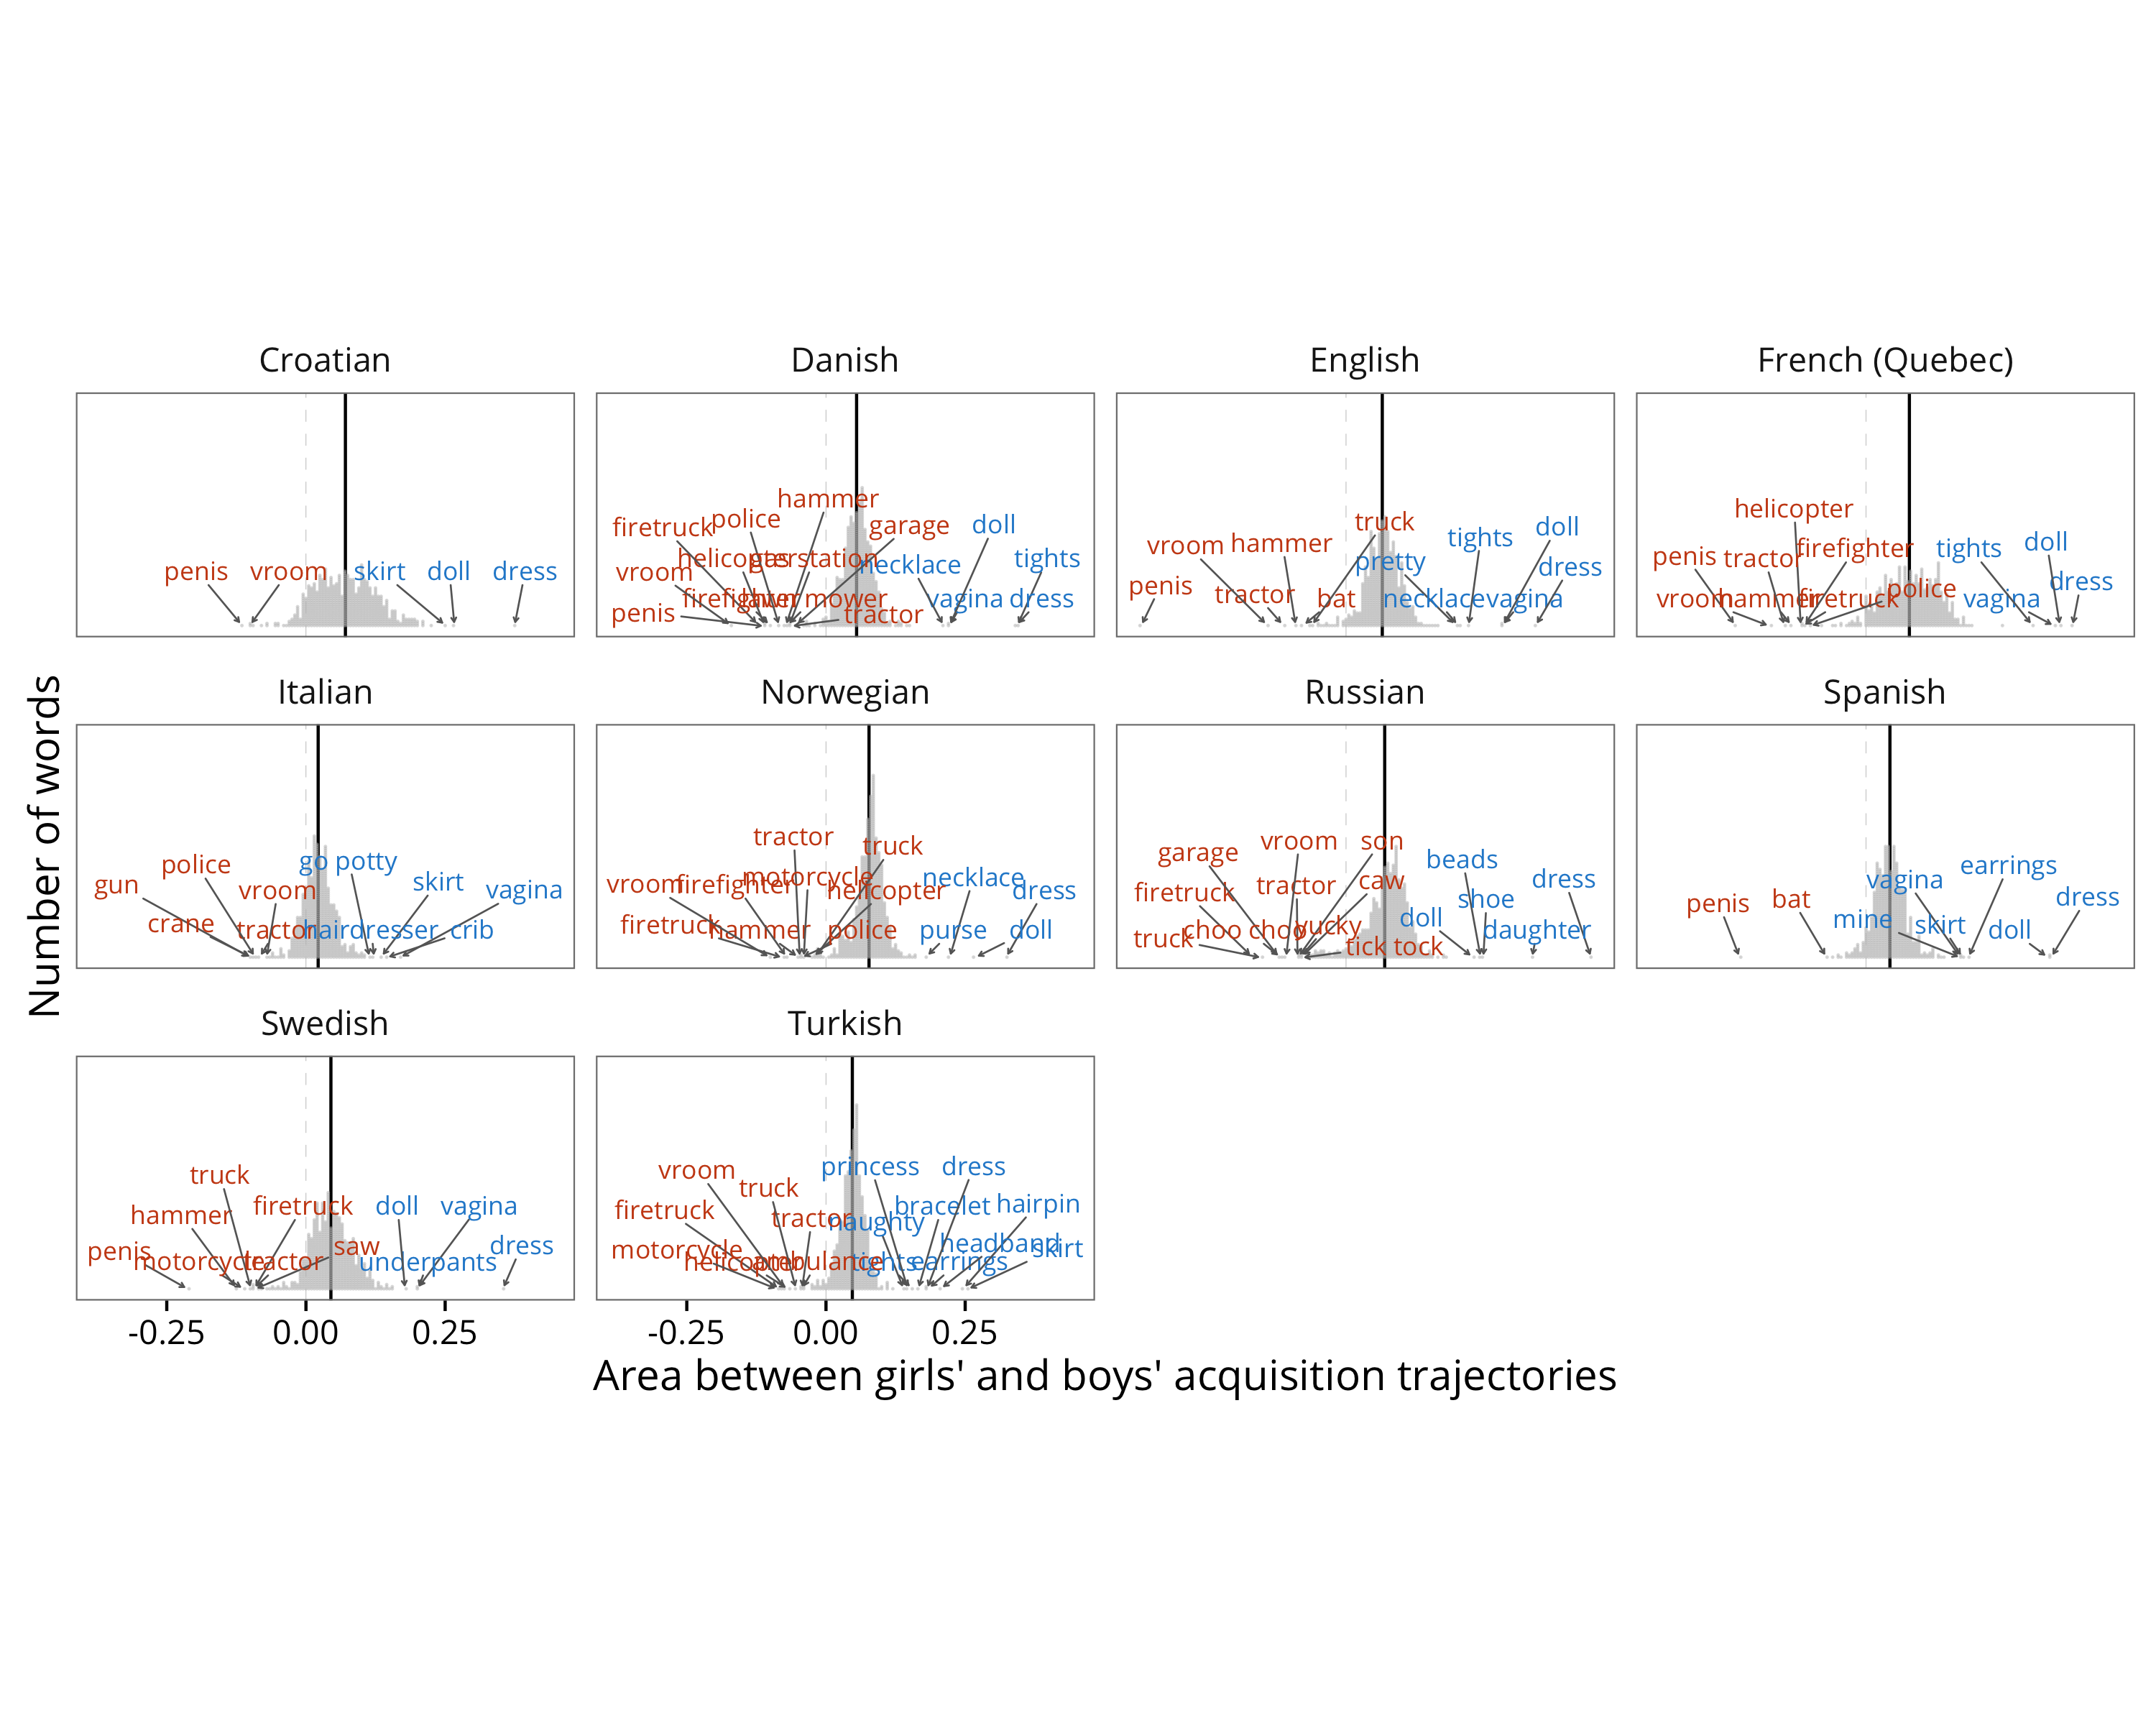 Croatian
Danish
English
French (Quebec)
penis
vroom
skirt
doll
dress
hammer
firetruck
police
garage
doll
helicopter
gas station
necklace
tights
vroom
firefighter
lawn mower
vagina
dress
penis
tractor
truck
vroom
hammer
tights
doll
pretty
dress
penis
tractor
bat
necklace
vagina
helicopter
penis
tractor
firefighter
tights
doll
dress
vroom
hammer
firetruck
police
vagina
Number of words
Italian
Norwegian
Russian
Spanish
police
go potty
gun
vroom
skirt
vagina
crane
tractor
hairdresser
crib
tractor
truck
vroom
firefighter
motorcycle
helicopter
necklace
dress
firetruck
hammer
police
purse
doll
vroom
son
garage
beads
firetruck
tractor
caw
shoe
dress
truck
choo choo
yucky
doll
daughter
tick tock
penis
bat
vagina
earrings
dress
mine
skirt
doll
Swedish
Turkish
truck
hammer
firetruck
doll
vagina
penis
motorcycle
tractor
saw
underpants
dress
vroom
truck
princess
dress
firetruck
tractor
naughty
bracelet
hairpin
motorcycle
helicopter
ambulance
tights
earrings
headband
skirt
-0.25
0.00
0.25
-0.25
0.00
0.25
Area between girls' and boys' acquisition trajectories